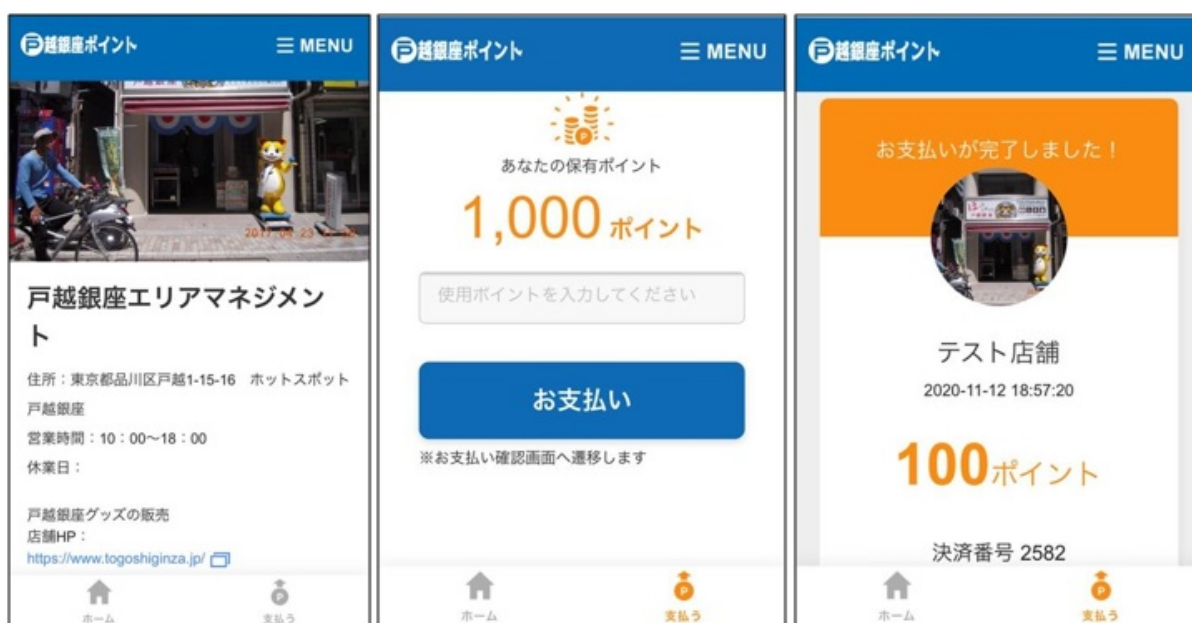 戸越銀座ポイント
MENU
戸越銀座エリアマネジメン
ト
住所：東京都品川区戸越1-15-16　ホットスポット
戸越銀座
営業時間：10：00～18：00
休業日：
戸越銀座グッズの販売
店舗HP：
https://www.togoshiginza.jp/
ホーム
支払う
戸越銀座ポイント
MENU
あなたの保有ポイント
1,000 ポイント
使用ポイントを入力してください
お支払い
※お支払い確認画面へ遷移します
ホーム
支払う
戸越銀座ポイント
MENU
お支払いが完了しました！
テスト店舗
2020-11-12 18:57:20
100ポイント
決済番号 2582
ホーム
支払う